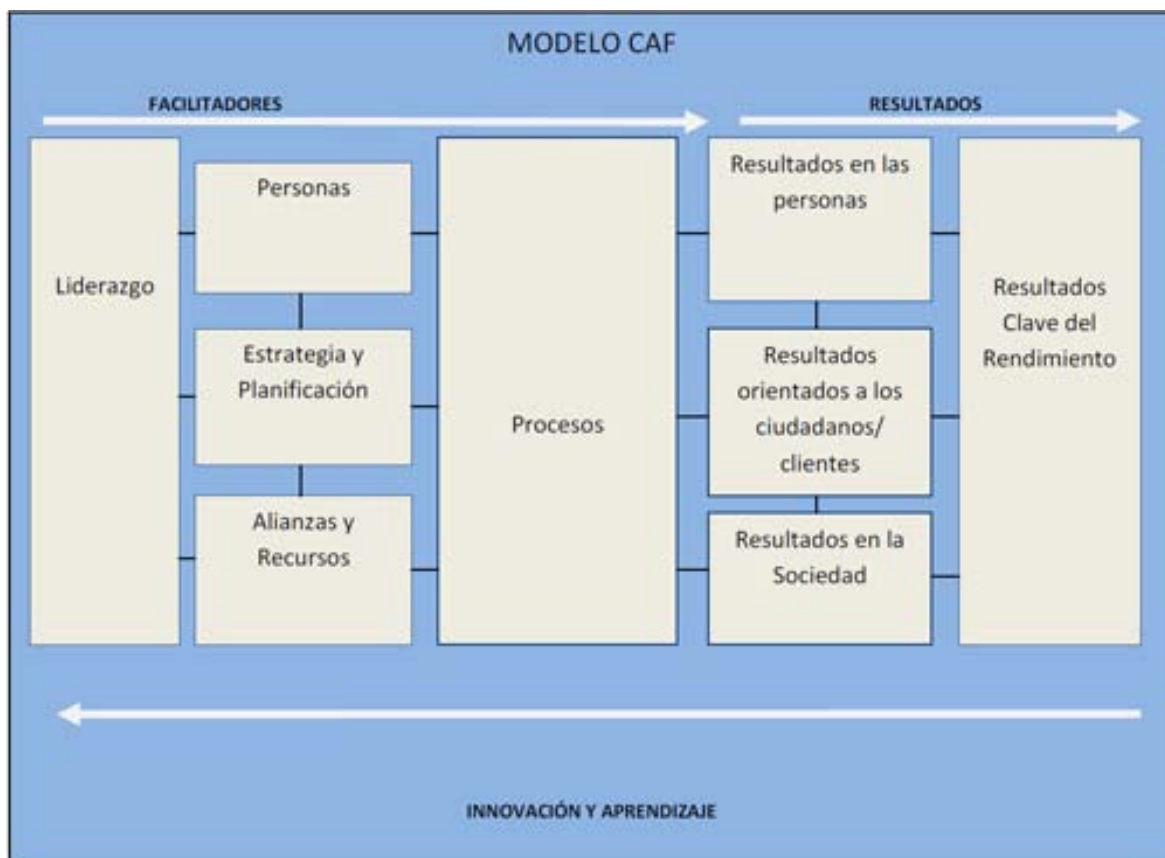 MODELO CAF
FACILITADORES
RESULTADOS
Liderazgo
Personas
Estrategia y
Planificación
Alianzas y
Recursos
Procesos
Resultados en las
personas
Resultados
orientados a los
ciudadanos/
clientes
Resultados en la
Sociedad
Resultados
Clave del
Rendimiento
INNOVACIÓN Y APRENDIZAJE